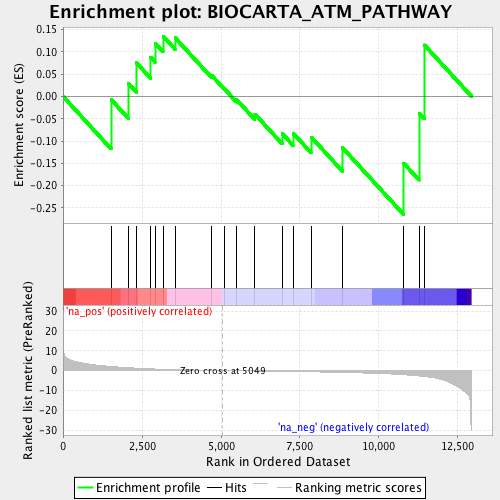 Enrichment plot: BIOCARTA_ATM_PATHWAY
Enrichment score (ES)
0.15
0.10
0.05
0.00
-0.05
-0.10
-0.15
-0.20
-0.25
'na_pos' (positively correlated)
Ranked list metric (PreRanked)
30
20
10
0
-10
-20
-30
Zero cross at 5049
'na_neg' (negatively correlated)
0
2,500
5,000
7,500
10,000
12,500
Rank in Ordered Dataset
Enrichment profile
Hits
Ranking metric scores